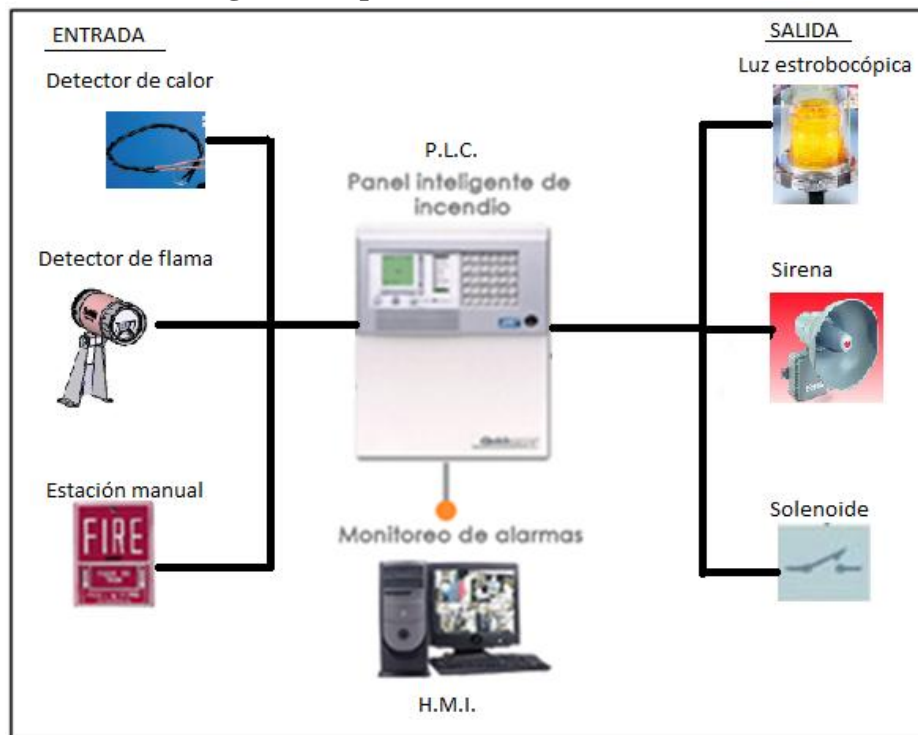 ENTRADA
Detector de calor
Detector de flama
Estación manual
FIRE
P.L.C.
Panel inteligente de
incendio
Monitoreo de alarmas
H.M.I.
SALIDA
Luz estrobocópica
Sirena
Solenoide